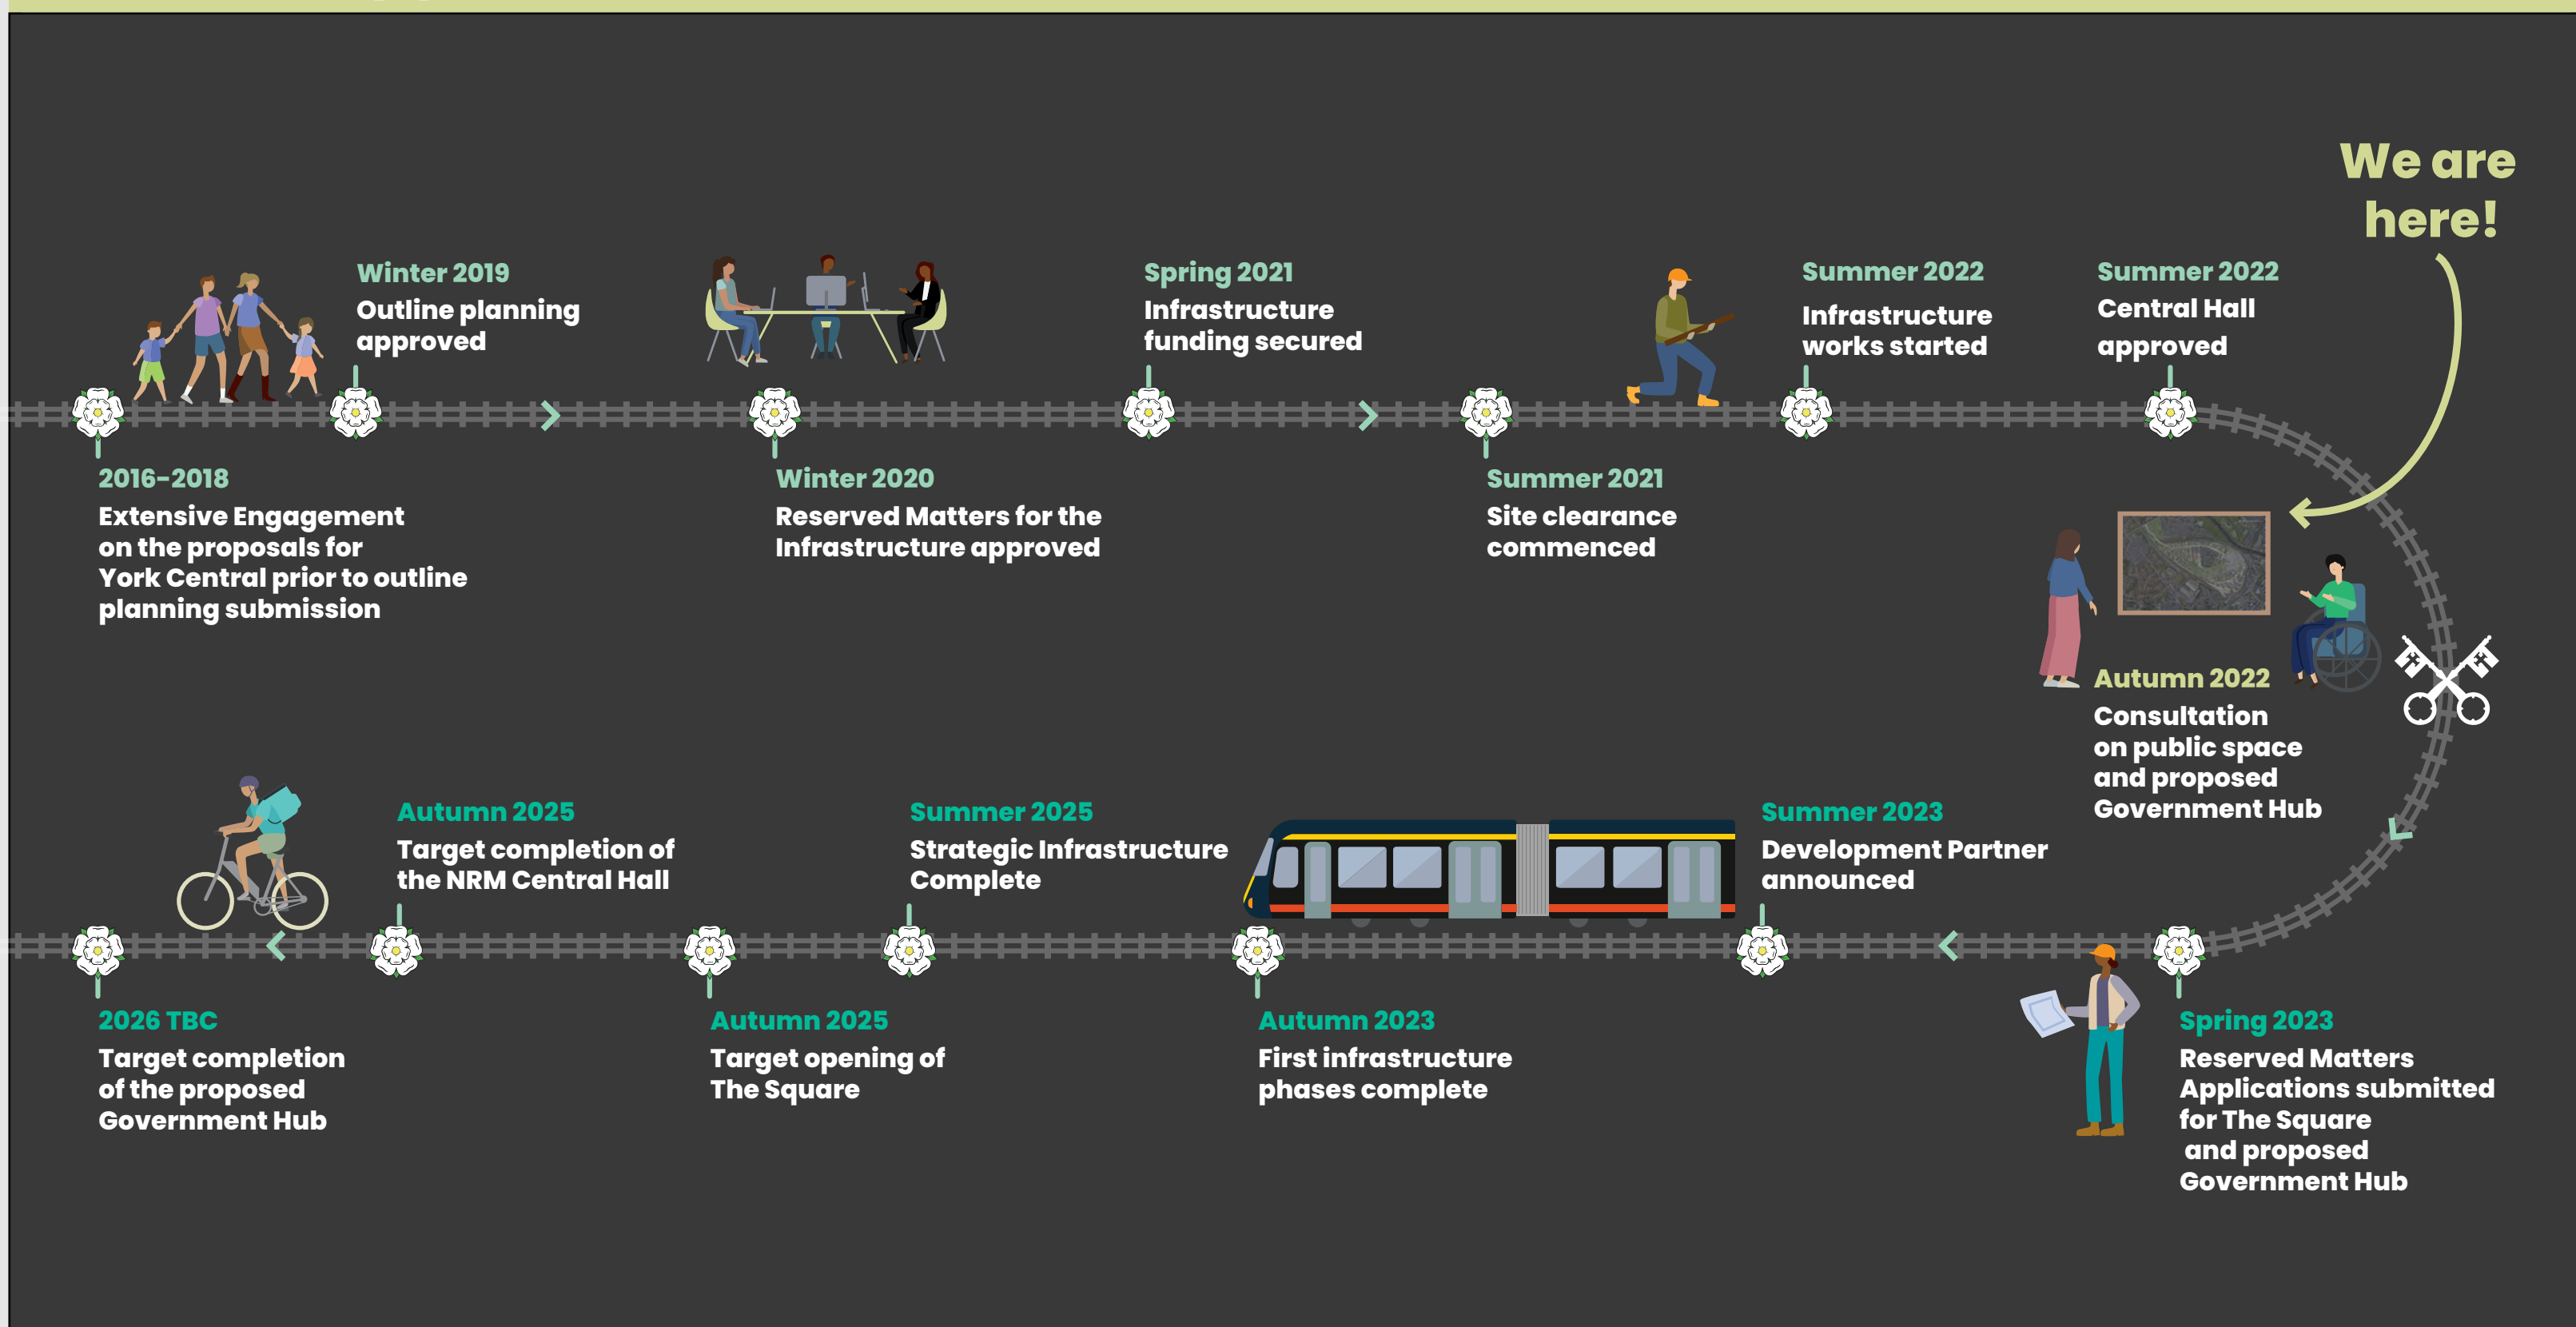 We are
here!
2016-2018
Extensive Engagement
on the proposals for
York Central prior to outline
planning submission
Winter 2019
Outline planning
approved
Winter 2020
Reserved Matters for the
Infrastructure approved
Spring 2021
Infrastructure
funding secured
Summer 2021
Site clearance
commenced
Summer 2022
Infrastructure
works started
Summer 2022
Central Hall
approved
Autumn 2022
Consultation
on public space
and proposed
Government Hub
Spring 2023
Reserved Matters
Applications submitted
for The Square
and proposed
Government Hub
Summer 2023
Development Partner
announced
Autumn 2023
First infrastructure
phases complete
Summer 2025
Strategic Infrastructure
Complete
Autumn 2025
Target opening of
The Square
Autumn 2025
Target completion of
the NRM Central Hall
2026 TBC
Target completion
of the proposed
Government Hub